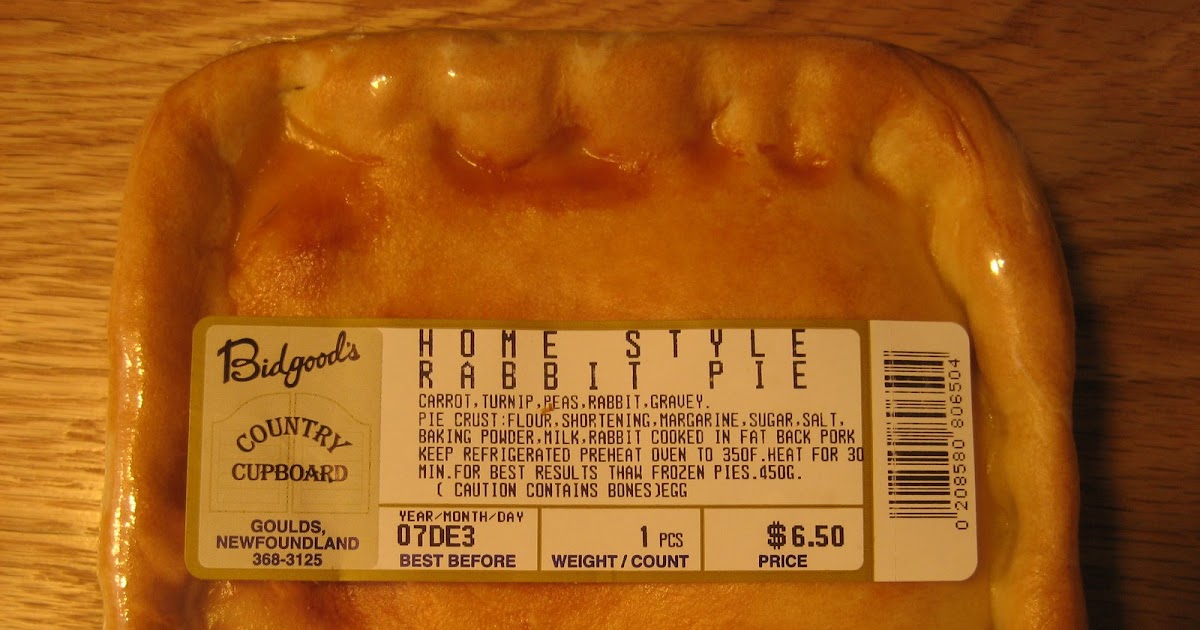 Bidgood's
COUNTRY
CUPBOARD
GOULDS,
NEWFOUNDLAND
368-3125
HOME STYLE
RABBIT PIE
CARROT,TURNIP,PEAS,RABBIT,GRAVEY.
PIE CRUST:FLOUR,SHORTENING,MARGARINE,SUGAR,SALT,
BAKING POWDER,MILK,RABBIT COOKED IN FAT BACK PORK
KEEP REFRIGERATED PREHEAT OVEN TO 350F.HEAT FOR 30
MIN.FOR BEST RESULTS THAW FROZEN PIES.450G.
( CAUTION CONTAINS BONES)EGG
YEAR/MONTH/DAY
07DE3
BEST BEFORE
1 PCS
WEIGHT / COUNT
$6.50
PRICE
0 208580 806504